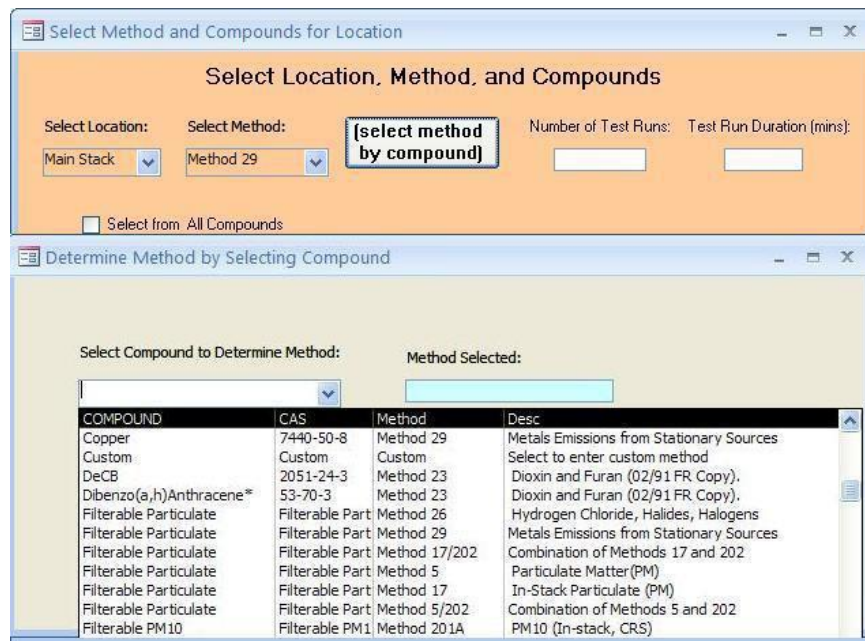 Select Method and Compounds for Location
Select Location, Method, and Compounds
Select Location: Select Method: (select method by compound) Number of Test Runs: Test Run Duration (mins):
Main Stack Method 29
Select from All Compounds
Determine Method by Selecting Compound
Select Compound to Determine Method: Method Selected:
COMPOUND CAS Method Desc
Copper 7440-50-8 Method 29 Metals Emissions from Stationary Sources
Custom Custom Custom Select to enter custom method
DeCB 2051-24-3 Method 23 Dioxin and Furan (02/91 FR Copy).
Dibenzo(a,h)Anthracene* 53-70-3 Method 23 Dioxin and Furan (02/91 FR Copy).
Filterable Particulate Filterable Part Method 26 Hydrogen Chloride, Halides, Halogens
Filterable Particulate Filterable Part Method 29 Metals Emissions from Stationary Sources
Filterable Particulate Filterable Part Method 17/202 Combination of Methods 17 and 202
Filterable Particulate Filterable Part Method 5 Particulate Matter(PM)
Filterable Particulate Filterable Part Method 17 In-Stack Particulate (PM)
Filterable Particulate Filterable Part Method 5/202 Combination of Methods 5 and 202
Filterable PM10 Filterable PM1 Method 201A PM10 (In-stack, CRS)